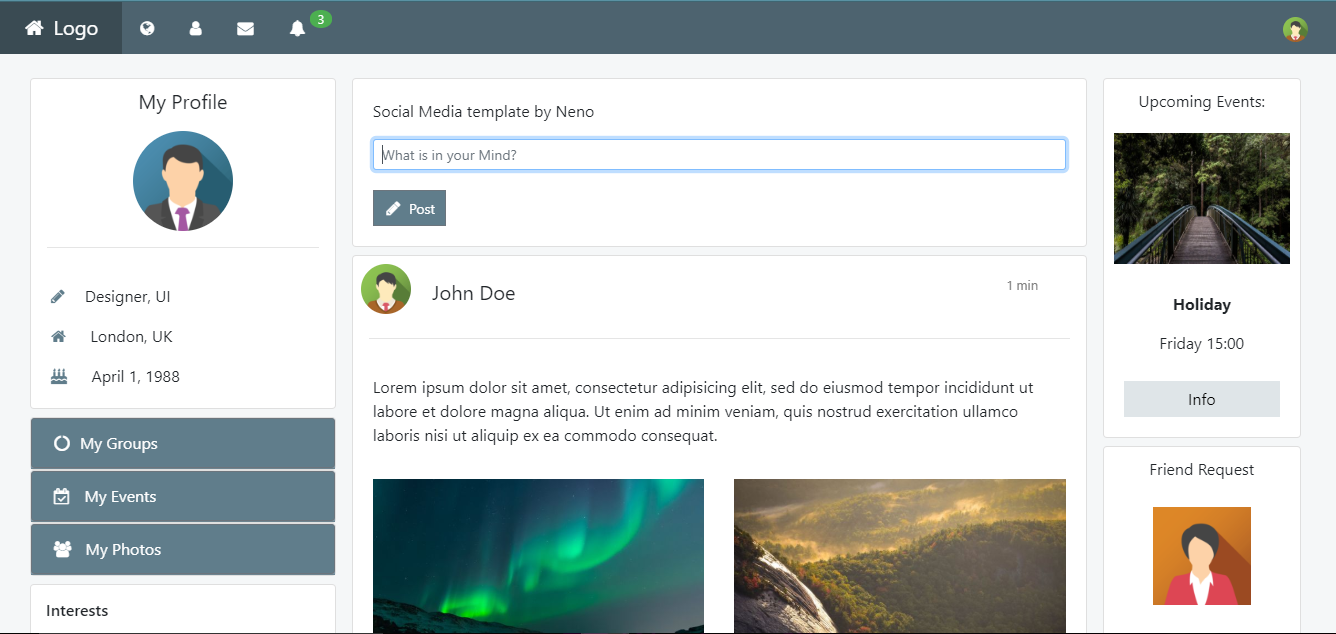 Logo
3
My Profile
Designer, UI
London, UK
April 1, 1988
My Groups
My Events
My Photos
Interests
Social Media template by Neno
What is in your Mind?
Post
John Doe
1 min
Lorem ipsum dolor sit amet, consectetur adipisicing elit, sed do eiusmod tempor incididunt ut
labore et dolore magna aliqua. Ut enim ad minim veniam, quis nostrud exercitation ullamco
laboris nisi ut aliquip ex ea commodo consequat.
Upcoming Events:
Holiday
Friday 15:00
Info
Friend Request